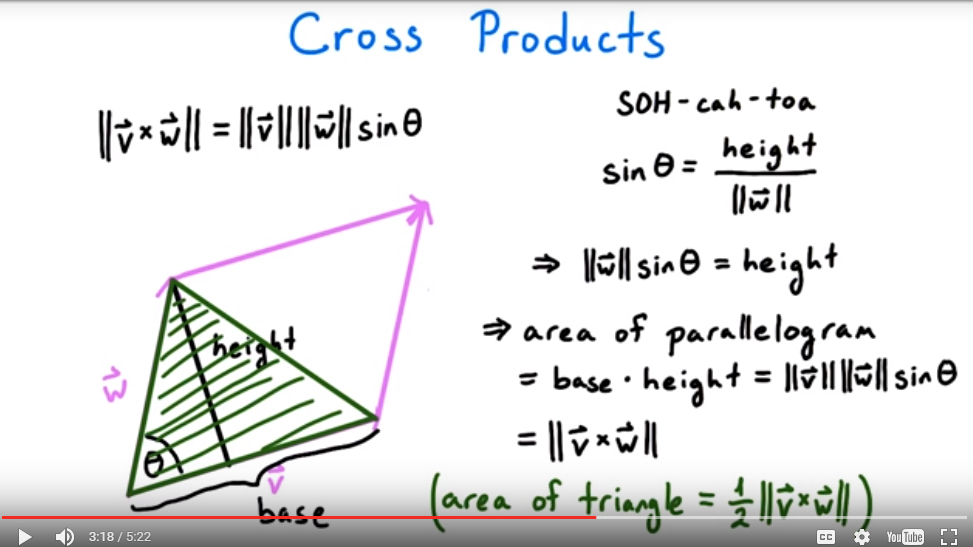 Cross Products
‖v⃗ × w⃗‖ = ‖v⃗‖ ‖w⃗‖ sin θ
SOH-cah-toa
sin θ = height / ‖w⃗‖
⇒ ‖w⃗‖ sin θ = height
⇒ area of parallelogram
= base · height = ‖v⃗‖ ‖w⃗‖ sin θ
= ‖v⃗ × w⃗‖
(area of triangle = ½ ‖v⃗ × w⃗‖)
height
w⃗
θ
v⃗
base
3:18 / 5:22
CC
YouTube